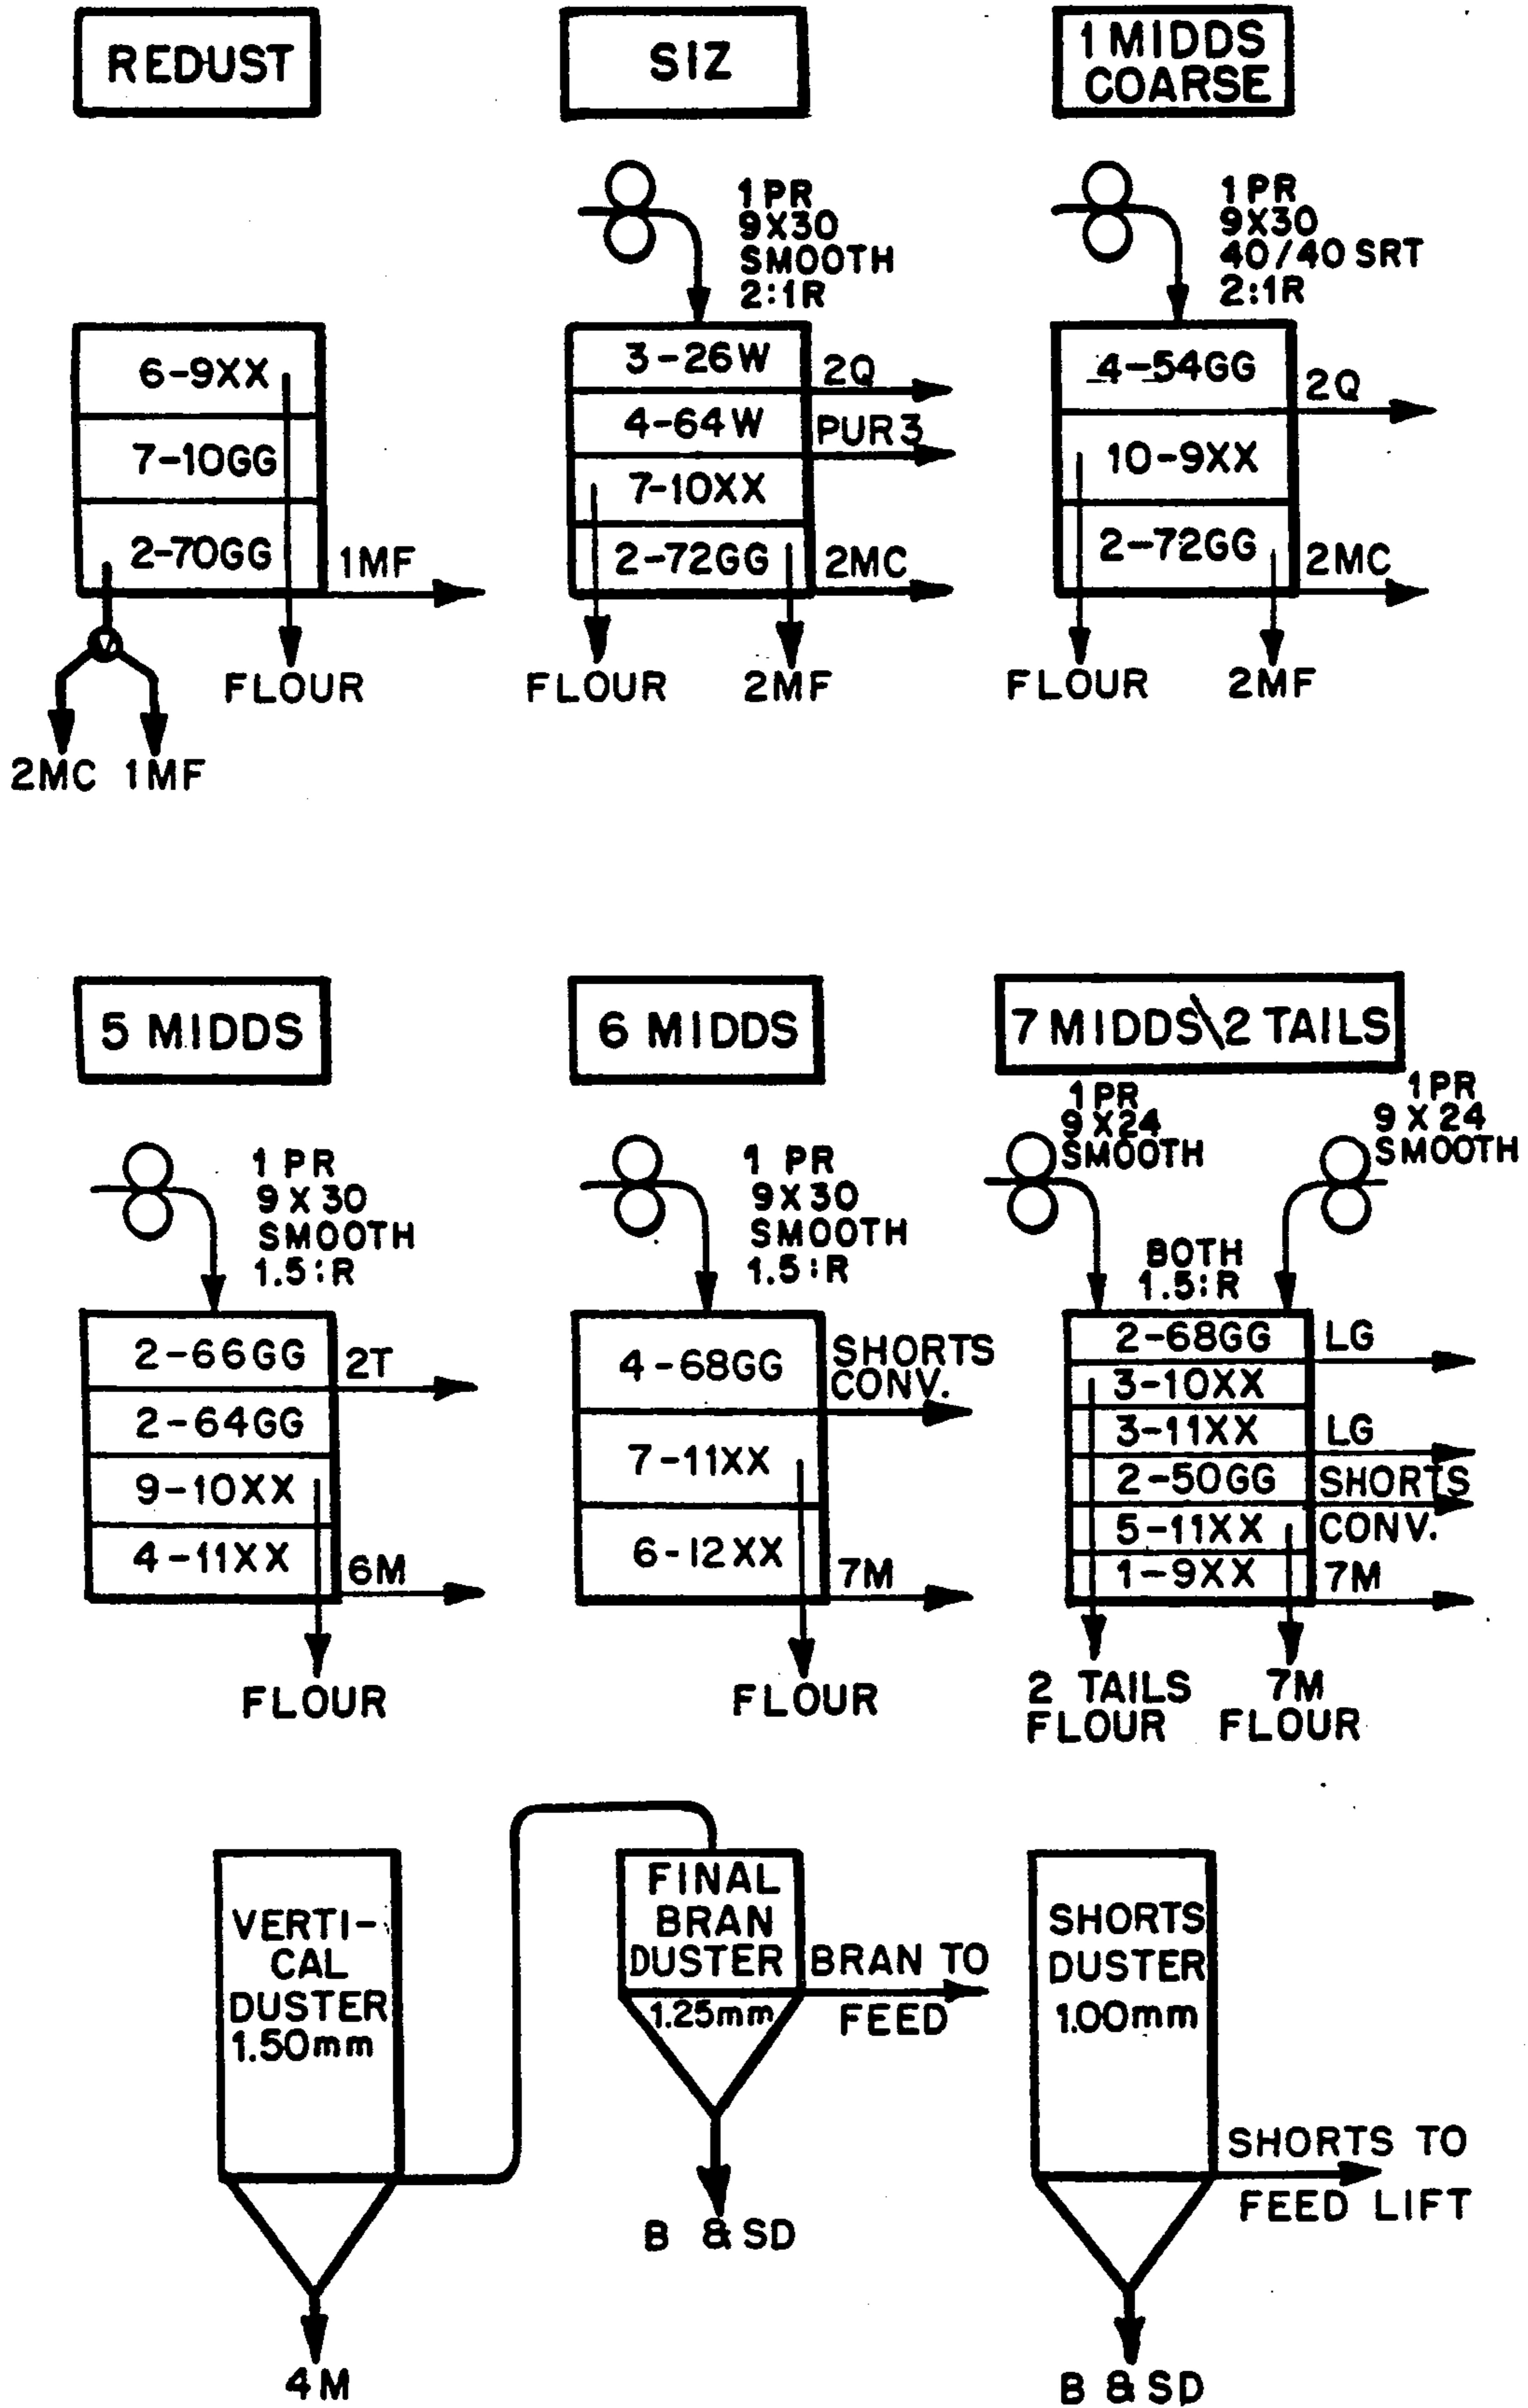 REDUST
SIZ
1 MIDDS
COARSE
1 PR
9X30
SMOOTH
2:1R
1 PR
9X30
40/40 SRT
2:1R
6-9XX
7-10GG
2-70GG
1MF
FLOUR
2MC 1MF
3-26W
2Q
4-64W
PUR3
7-10XX
2-72GG
2MC
FLOUR
2MF
4-54GG
2Q
10-9XX
2-72GG
2MC
FLOUR
2MF
5 MIDDS
6 MIDDS
7 MIDDS\2 TAILS
1 PR
9 X 30
SMOOTH
1.5:R
1 PR
9X30
SMOOTH
1.5:R
1 PR
9 X24
SMOOTH
1 PR
9 X 24
SMOOTH
BOTH
1.5:R
2-66GG
2T
2-64GG
9-10XX
4-11XX
6M
FLOUR
4-68GG
SHORTS
CONV.
7-11XX
6-12XX
7M
FLOUR
2-68GG
LG
3-10XX
3-11XX
LG
2-50GG
SHORTS
5-11XX
CONV.
1-9XX
7M
2 TAILS
FLOUR
7M
FLOUR
VERTI-
CAL
DUSTER
1.50mm
4M
FINAL
BRAN
DUSTER
1.25mm
BRAN TO
FEED
B & SD
SHORTS
DUSTER
1.00mm
SHORTS TO
FEED LIFT
B & SD